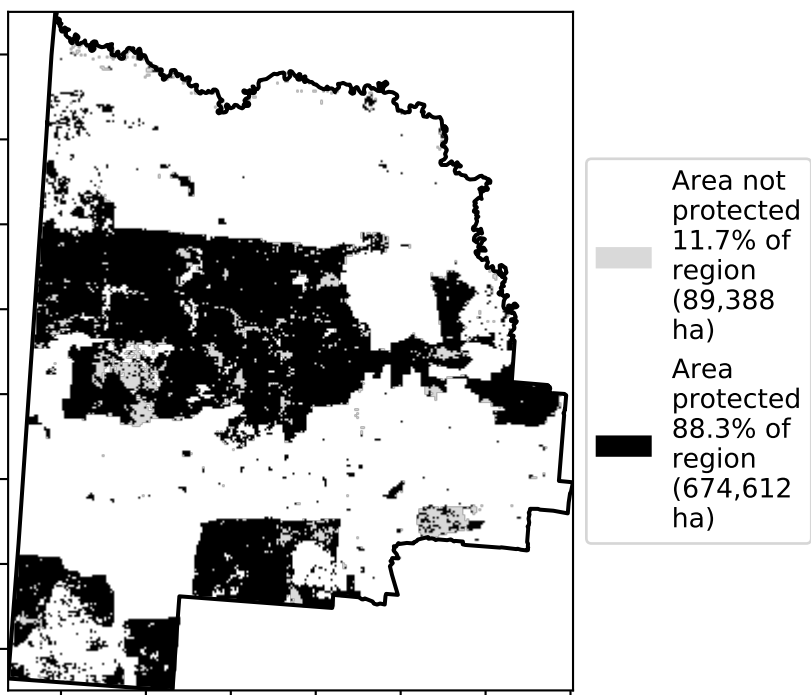 Area not
protected
11.7% of
region
(89,388
ha)
Area
protected
88.3% of
region
(674,612
ha)